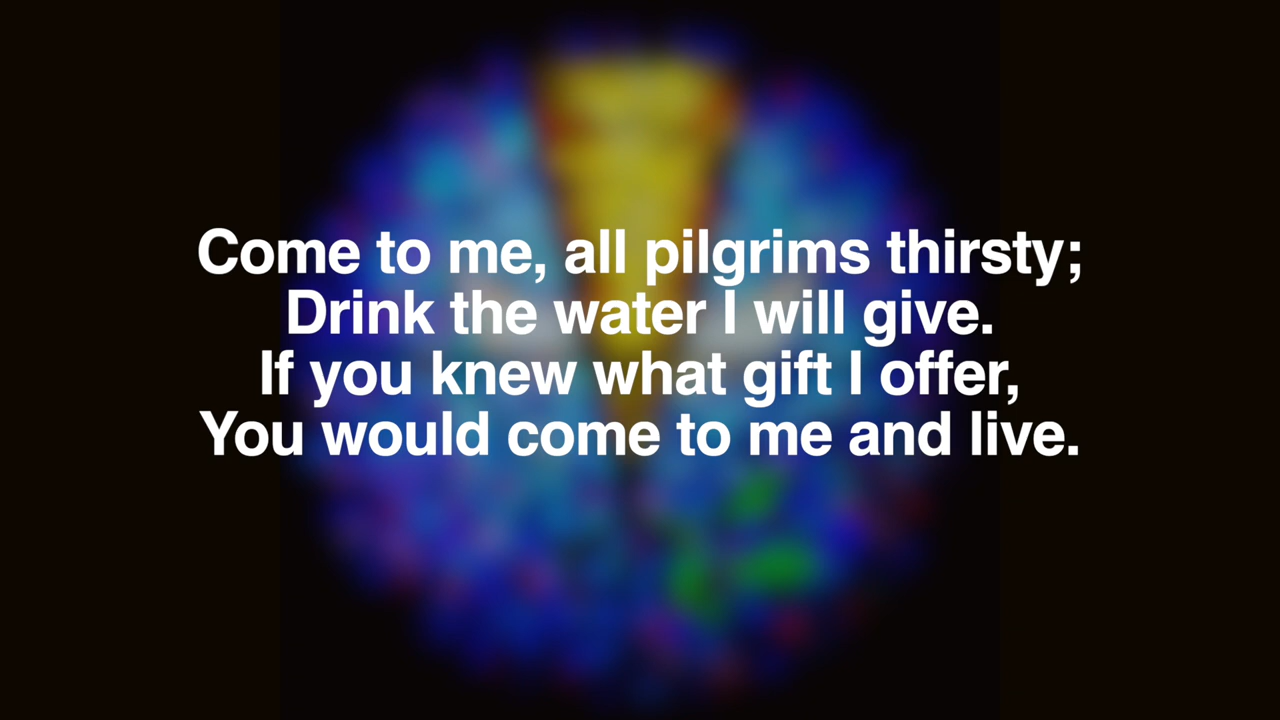 Come to me, all pilgrims thirsty;
Drink the water I will give.
If you knew what gift I offer,
You would come to me and live.